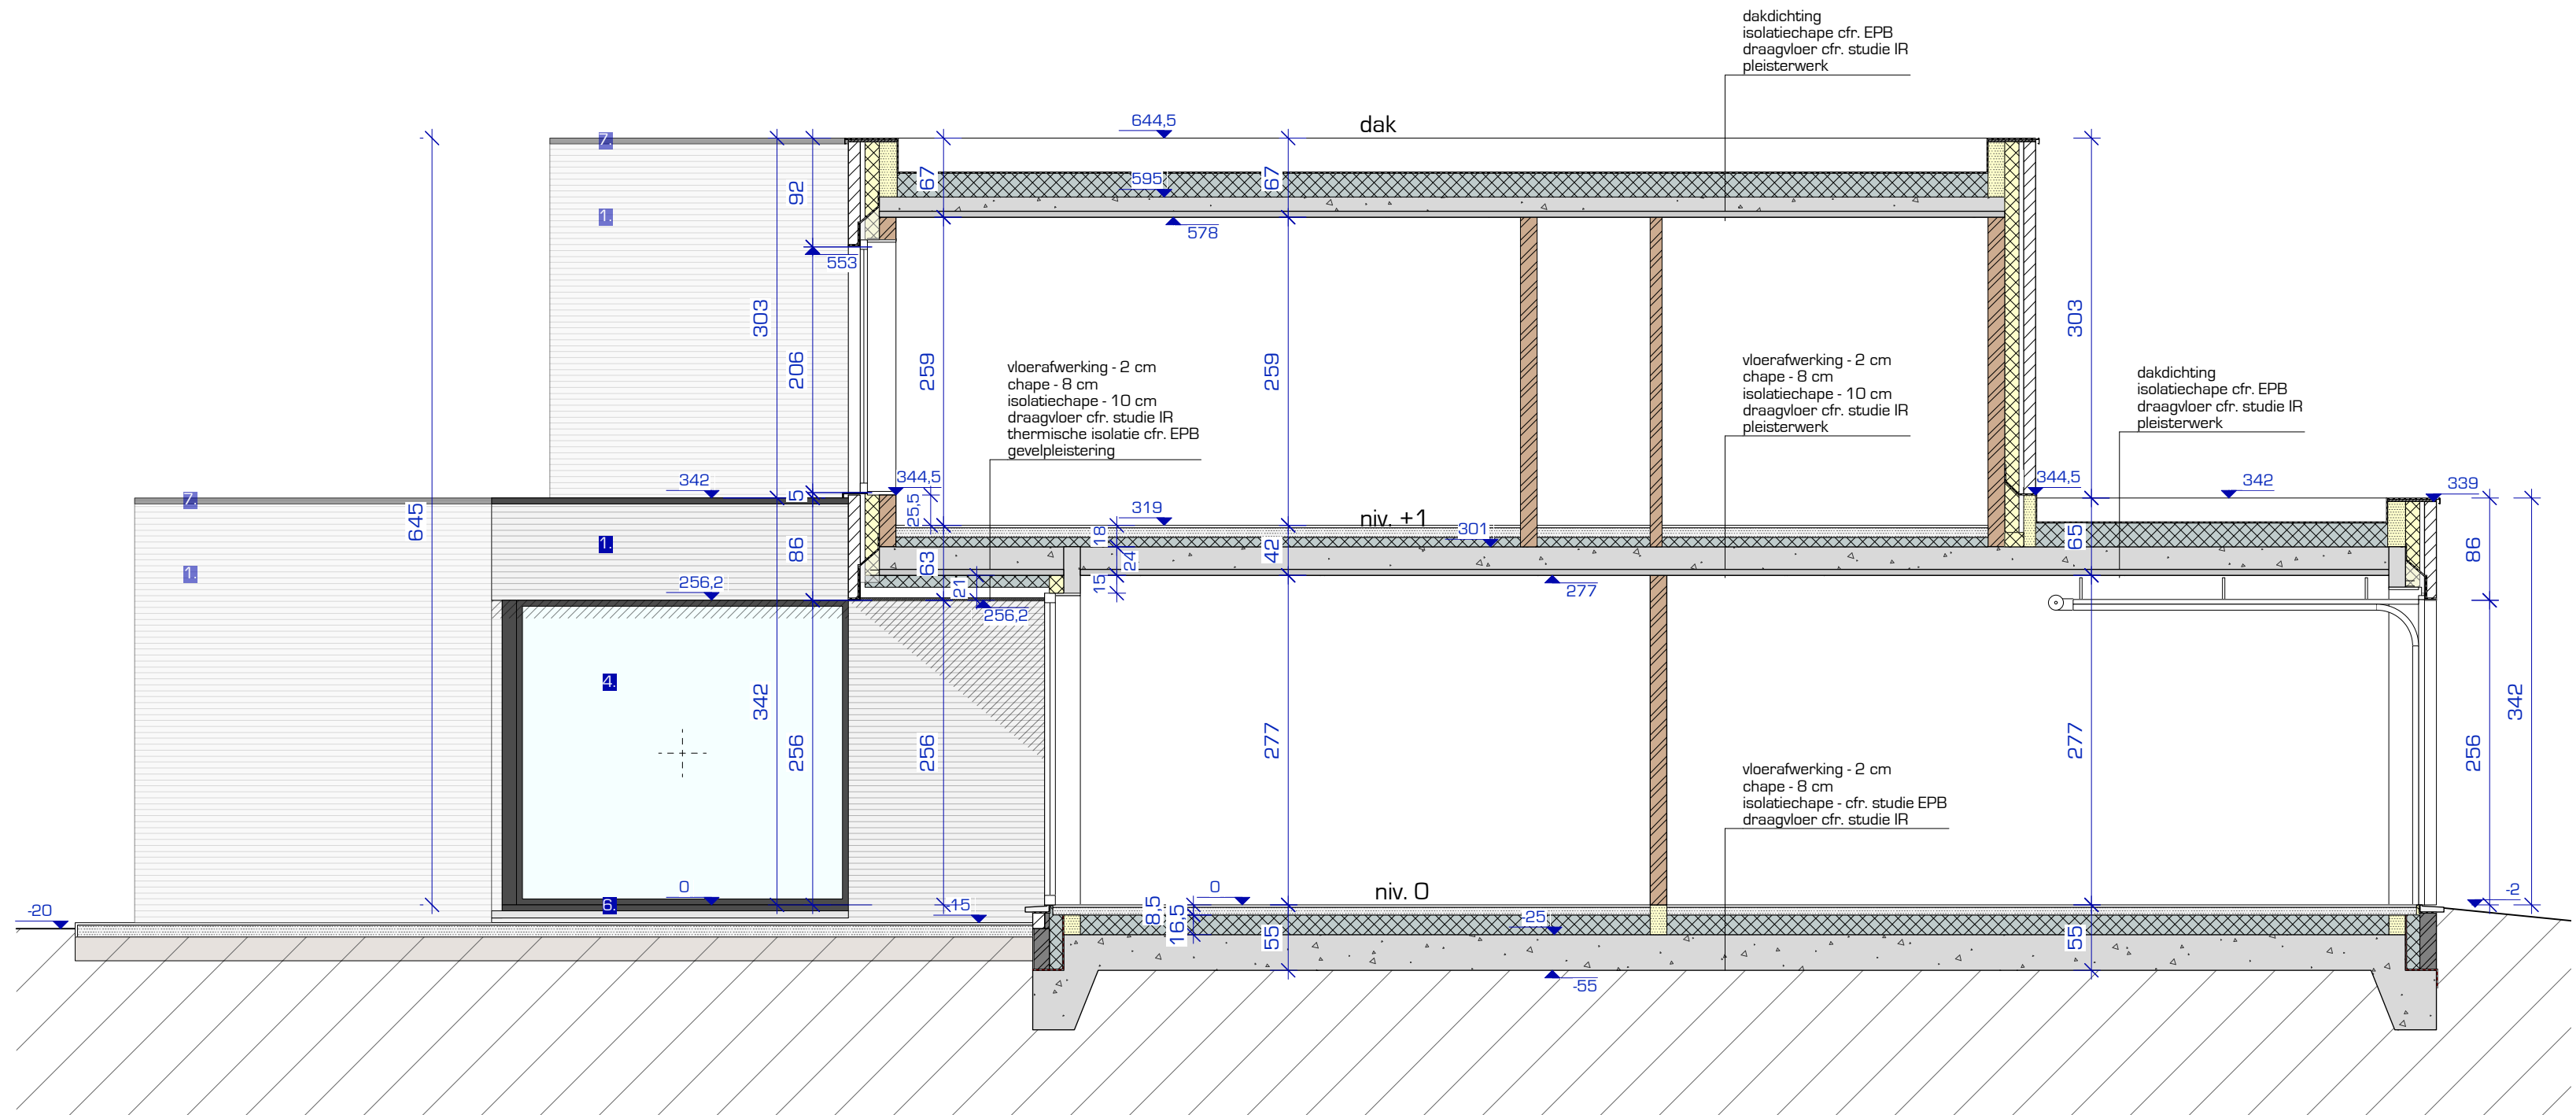 dakdichting
isolatiechape cfr. EPB
draagvloer cfr. studie IR
pleisterwerk
644,5
dak
7.
92
67
595
67
1.
578
553
303
206
259
259
303
vloerafwerking - 2 cm
chape - 8 cm
isolatiechape - 10 cm
draagvloer cfr. studie IR
thermische isolatie cfr. EPB
gevelpleistering
vloerafwerking - 2 cm
chape - 8 cm
isolatiechape - 10 cm
draagvloer cfr. studie IR
pleisterwerk
dakdichting
isolatiechape cfr. EPB
draagvloer cfr. studie IR
pleisterwerk
7.
645
342
5
344,5
25,5
319
niv. +1
301
344,5
342
339
1.
1.
86
63
18
24
42
65
86
256,2
21
15
256,2
277
4.
342
256
256
277
277
256
342
vloerafwerking - 2 cm
chape - 8 cm
isolatiechape - cfr. studie EPB
draagvloer cfr. studie IR
-20
0
6.
-15
8,5
16,5
0
niv. 0
-25
55
55
-2
-55